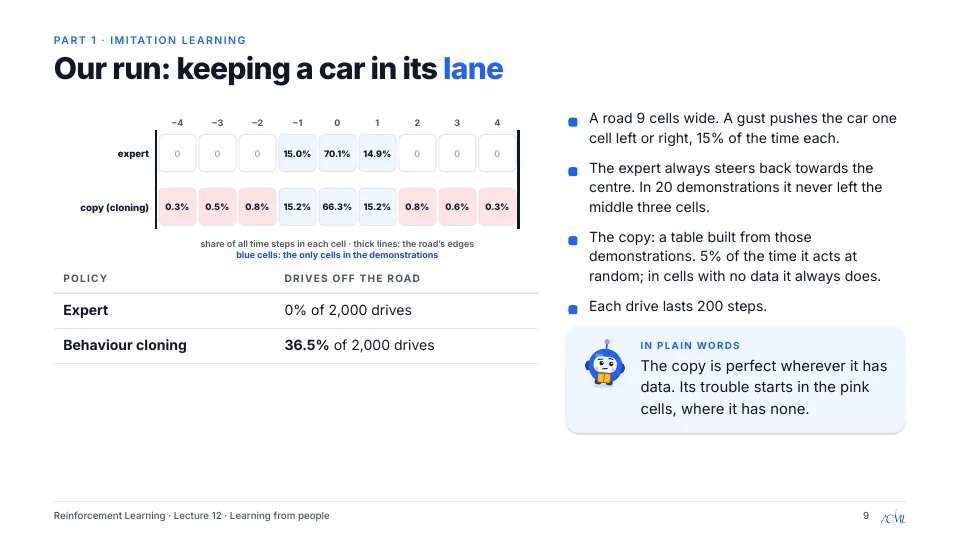 PART 1 · IMITATION LEARNING
Our run: keeping a car in its lane
−4 −3 −2 −1 0 1 2 3 4
expert 0 0 0 15.0% 70.1% 14.9% 0 0 0
copy (cloning) 0.3% 0.5% 0.8% 15.2% 66.3% 15.2% 0.8% 0.6% 0.3%
share of all time steps in each cell · thick lines: the road's edges
blue cells: the only cells in the demonstrations
POLICY DRIVES OFF THE ROAD
Expert 0% of 2,000 drives
Behaviour cloning 36.5% of 2,000 drives
A road 9 cells wide. A gust pushes the car one
cell left or right, 15% of the time each.
The expert always steers back towards the
centre. In 20 demonstrations it never left the
middle three cells.
The copy: a table built from those
demonstrations. 5% of the time it acts at
random; in cells with no data it always does.
Each drive lasts 200 steps.
IN PLAIN WORDS
The copy is perfect wherever it has
data. Its trouble starts in the pink
cells, where it has none.
Reinforcement Learning · Lecture 12 · Learning from people
9 ACML